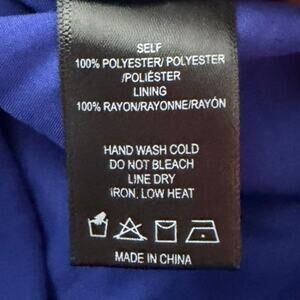 SELF
100% POLYESTER/ POLYESTER
/POLIÉSTER
LINING
100% RAYON/RAYONNE/RAYÓN
HAND WASH COLD
DO NOT BLEACH
LINE DRY
IRON, LOW HEAT
MADE IN CHINA